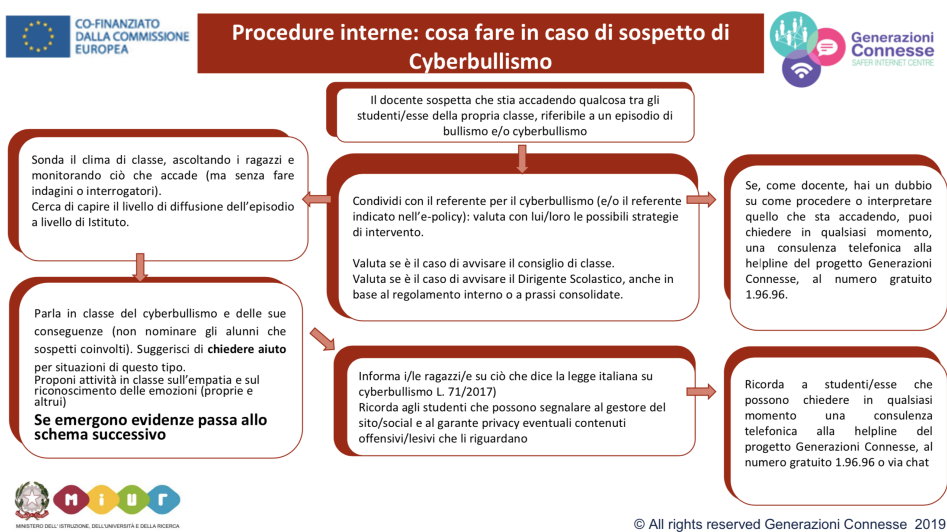 CO-FINANZIATO
DALLA COMMISSIONE
EUROPEA
Procedure interne: cosa fare in caso di sospetto di
Cyberbullismo
Generazioni
Connesse
SAFER INTERNET CENTRE
Il docente sospetta che stia accadendo qualcosa tra gli
studenti/esse della propria classe, riferibile a un episodio di
bullismo e/o cyberbullismo
Sonda il clima di classe, ascoltando i ragazzi e
monitorando ciò che accade (ma senza fare
indagini o interrogatori).
Cerca di capire il livello di diffusione dell'episodio
a livello di Istituto.
Condividi con il referente per il cyberbullismo (e/o il referente
indicato nell'e-policy): valuta con lui/loro le possibili strategie
di intervento.
Valuta se è il caso di avvisare il consiglio di classe.
Valuta se è il caso di avvisare il Dirigente Scolastico, anche in
base al regolamento interno o a prassi consolidate.
Se, come docente, hai un dubbio
su come procedere o interpretare
quello che sta accadendo, puoi
chiedere in qualsiasi momento,
una consulenza telefonica alla
helpline del progetto Generazioni
Connesse, al numero gratuito
1.96.96.
Parla in classe del cyberbullismo e delle sue
conseguenze (non nominare gli alunni che
sospetti coinvolti). Suggerisci di chiedere aiuto
per situazioni di questo tipo.
Proponi attività in classe sull'empatia e sul
riconoscimento delle emozioni (proprie e
altrui)
Se emergono evidenze passa allo
schema successivo
Informa i/le ragazzi/e su ciò che dice la legge italiana su
cyberbullismo L. 71/2017)
Ricorda agli studenti che possono segnalare al gestore del
sito/social e al garante privacy eventuali contenuti
offensivi/lesivi che li riguardano
Ricorda a studenti/esse che
possono chiedere in qualsiasi
momento una consulenza
telefonica alla helpline del
progetto Generazioni Connesse, al
numero gratuito 1.96.96 o via chat
miur
MINISTERO DELL' ISTRUZIONE, DELL'UNIVERSITÀ E DELLA RICERCA
© All rights reserved Generazioni Connesse 2019